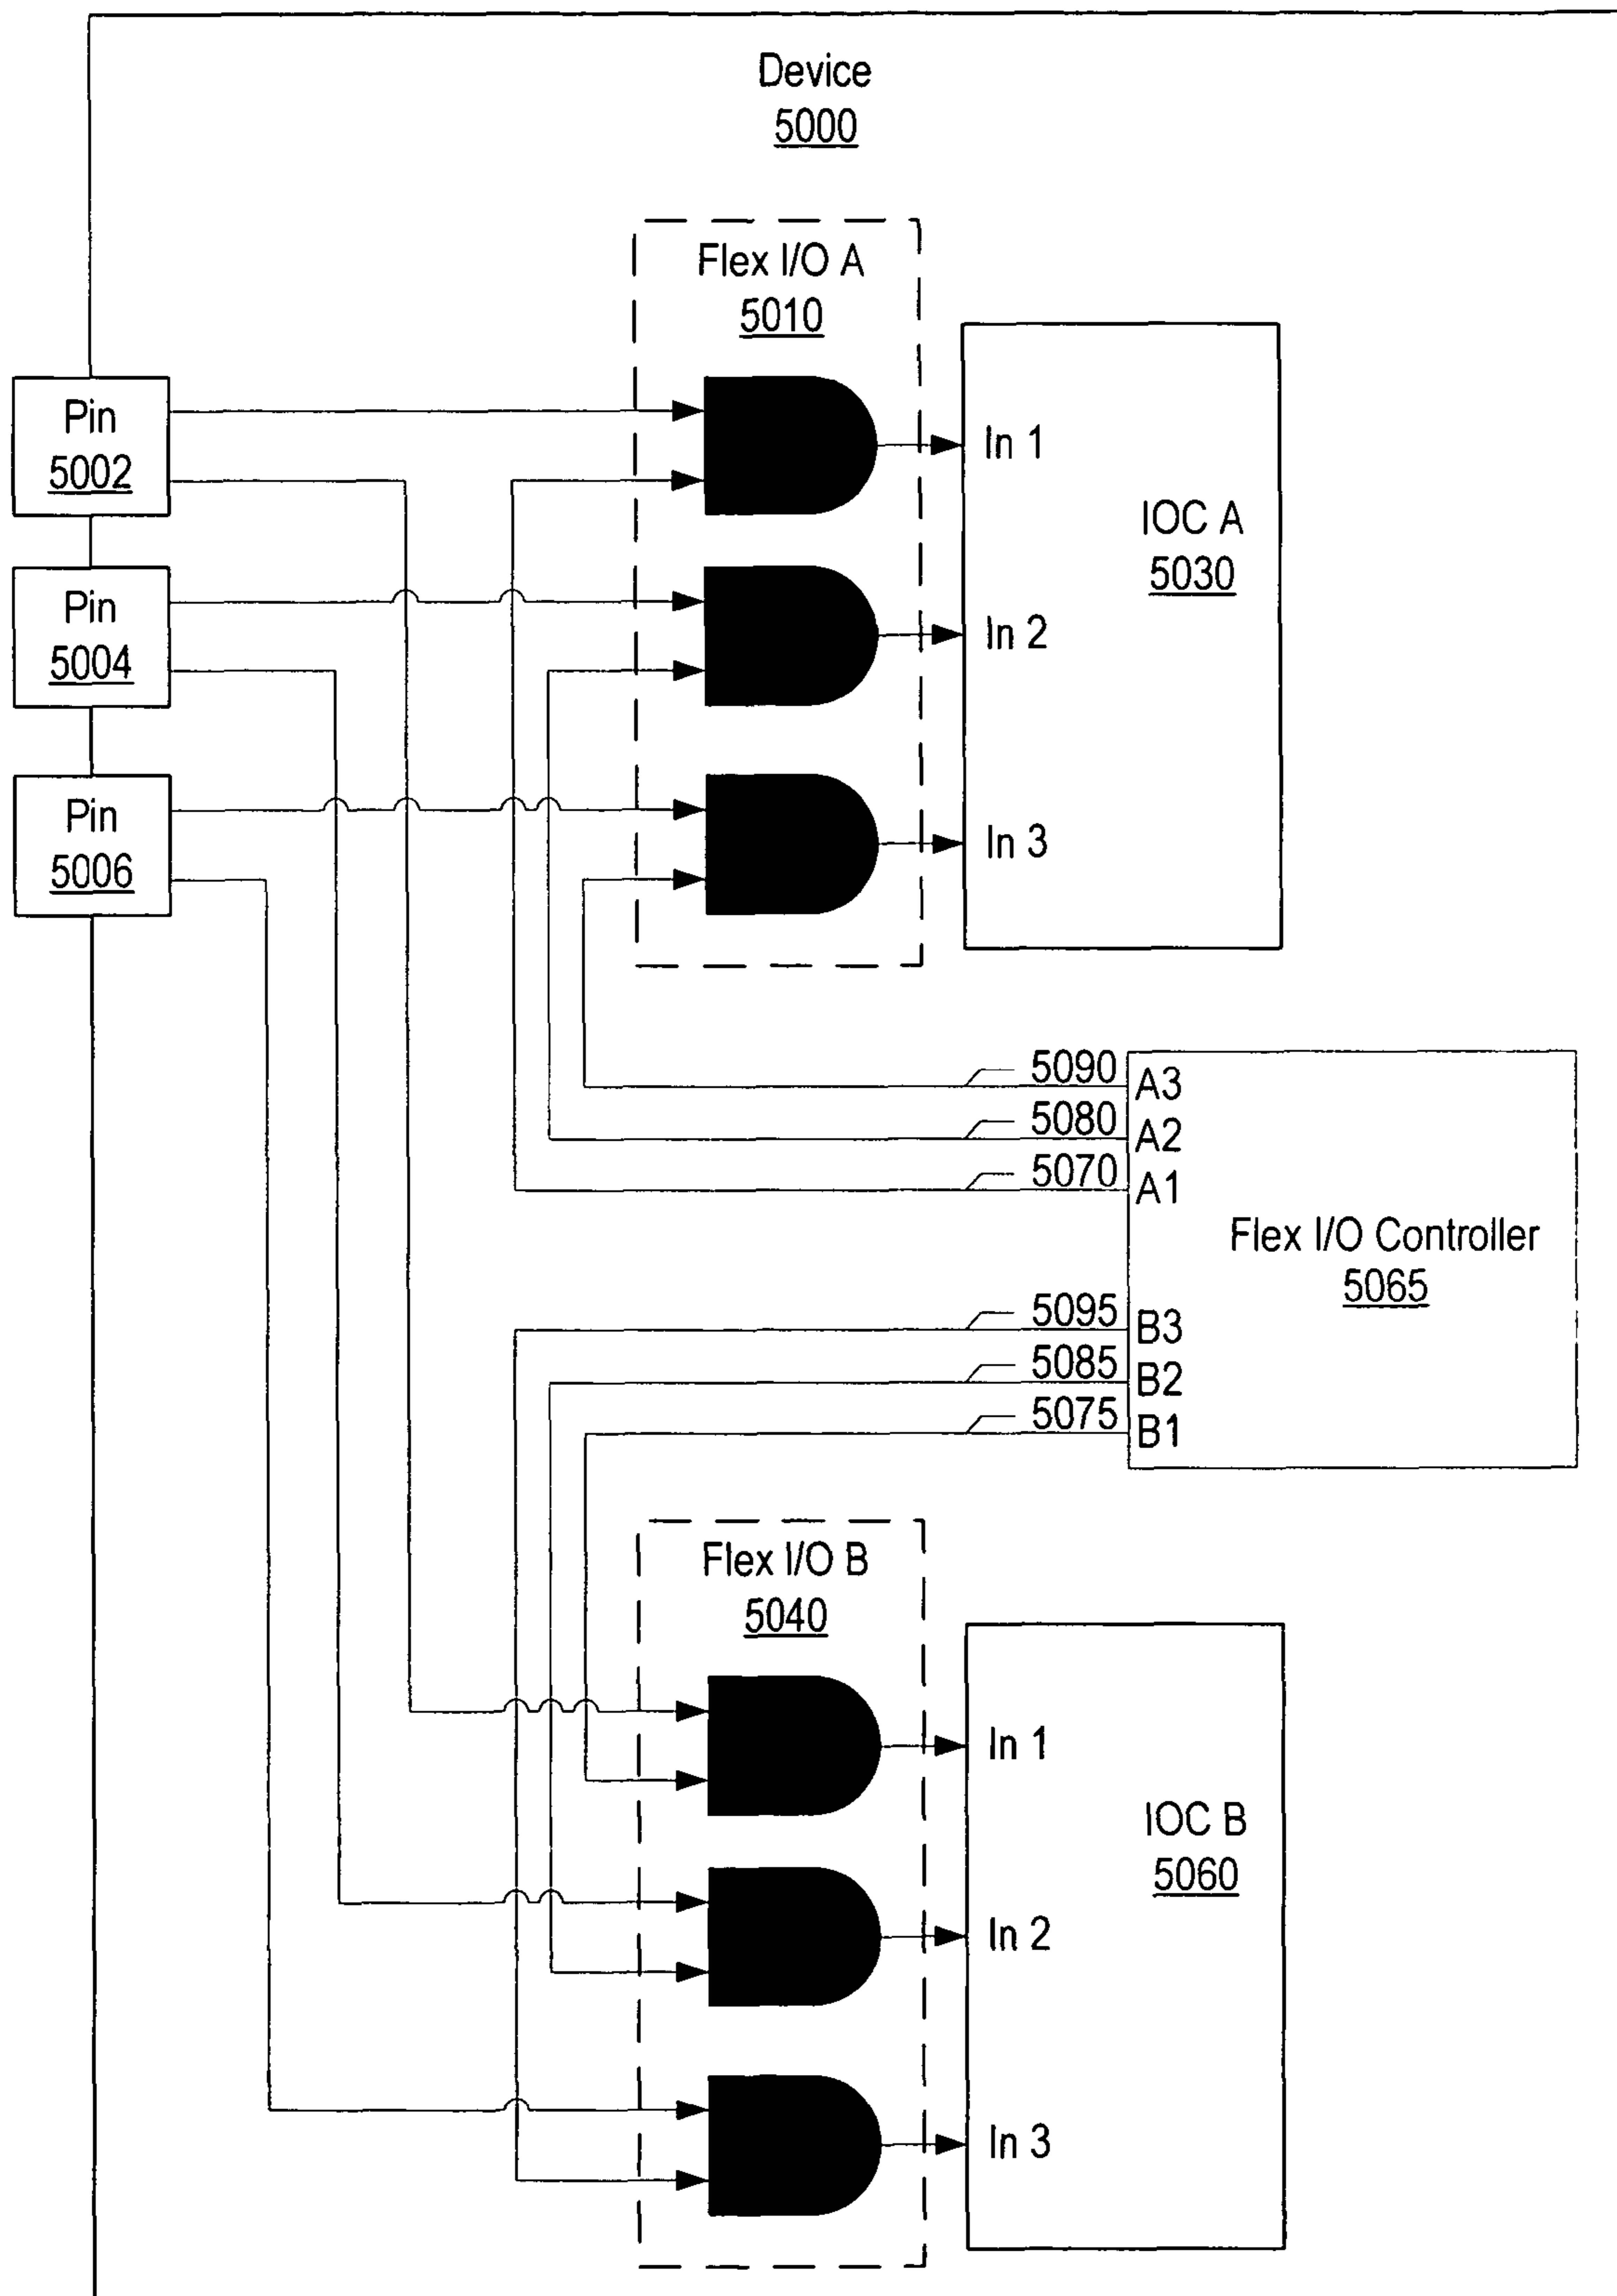 Device
5000
Flex I/O A
5010
Pin
5002
In 1
IOC A
5030
Pin
5004
In 2
Pin
5006
In 3
5090
A3
5080
A2
5070
A1
Flex I/O Controller
5065
5095
B3
5085
B2
5075
B1
Flex I/O B
5040
In 1
IOC B
5060
In 2
In 3